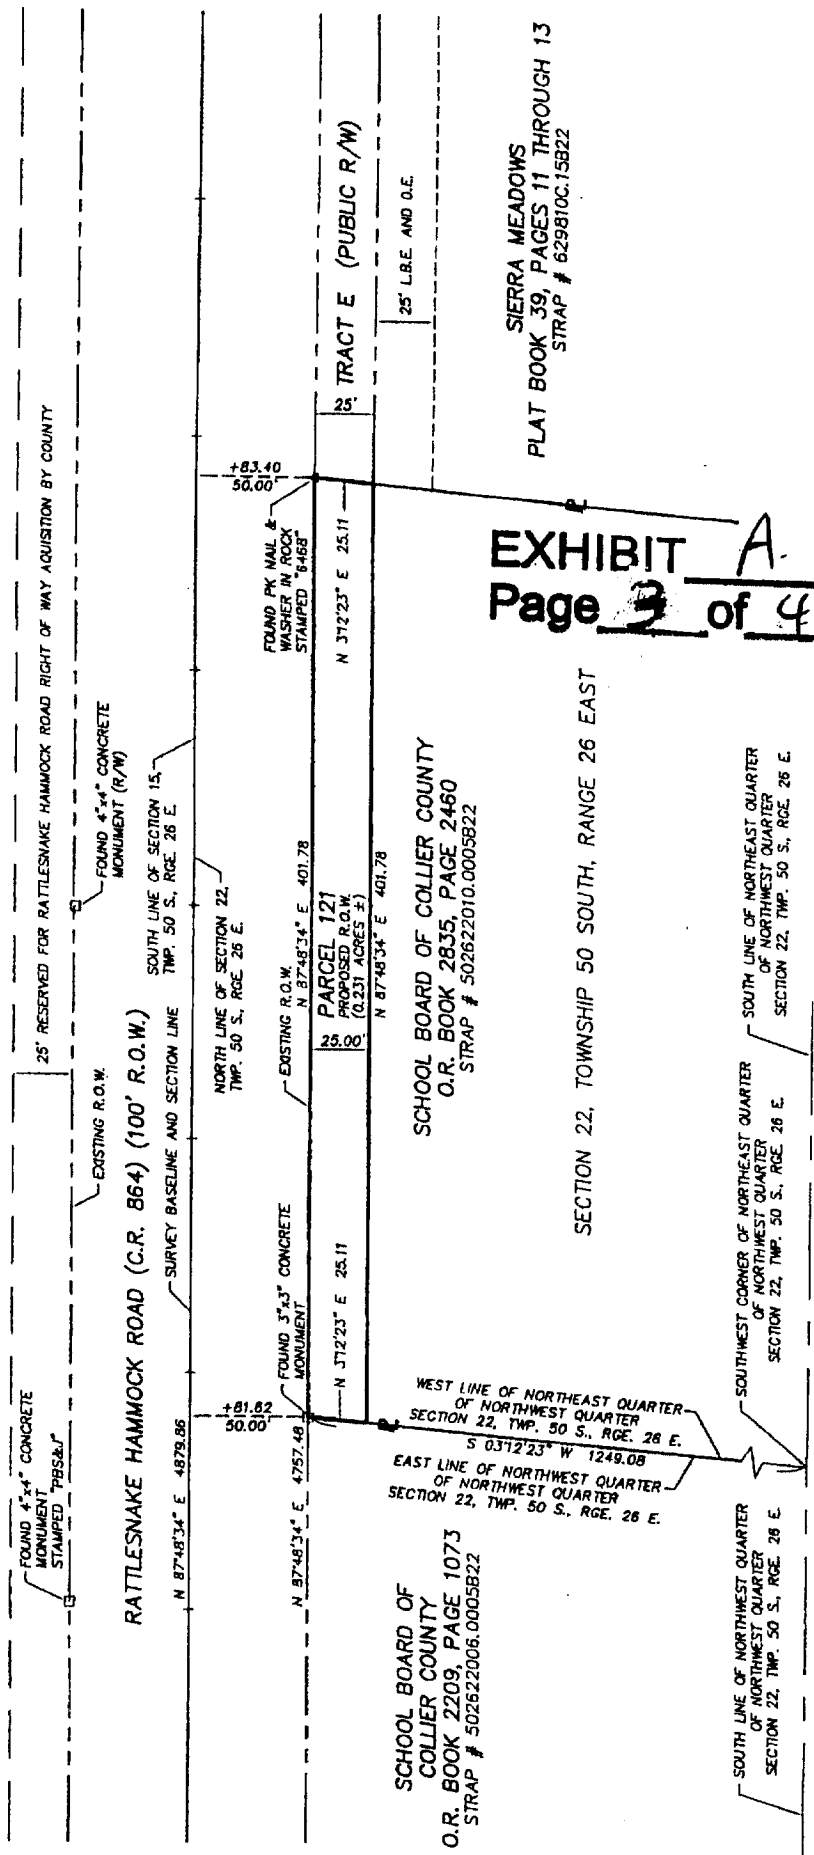 25' RESERVED FOR RATTLESNAKE HAMMOCK ROAD RIGHT OF WAY AQUISITION BY COUNTY
FOUND 4"x4" CONCRETE
MONUMENT
STAMPED "PBS&J"
EXISTING R.O.W.
FOUND 4"x4" CONCRETE
MONUMENT (R/W)
RATTLESNAKE HAMMOCK ROAD (C.R. 864) (100' R.O.W.)
SURVEY BASELINE AND SECTION LINE
SOUTH LINE OF SECTION 15,
TWP. 50 S., RGE. 26 E.
N 87°48'34" E 4879.86
NORTH LINE OF SECTION 22,
TWP. 50 S., RGE. 26 E.
+81.62
50.00'
+83.40
50.00'
FOUND 3"x3" CONCRETE
MONUMENT
EXISTING R.O.W.
FOUND PK NAIL &
WASHER IN ROCK
STAMPED "6468"
N 87°48'34" E 4757.48
N 87°48'34" E 401.78
N 3°12'23" E 25.11
25.00'
PARCEL 121
PROPOSED R.O.W.
(0.231 ACRES ±)
N 3°12'23" E 25.11
25'
TRACT E (PUBLIC R/W)
N 87°48'34" E 401.78
25' L.B.E. AND D.E.
SCHOOL BOARD OF
COLLIER COUNTY
O.R. BOOK 2209, PAGE 1073
STRAP # 502622006.0005B22
SCHOOL BOARD OF COLLIER COUNTY
O.R. BOOK 2835, PAGE 2460
STRAP # 502622010.0005B22
SIERRA MEADOWS
PLAT BOOK 39, PAGES 11 THROUGH 13
STRAP # 629810C.15B22
WEST LINE OF NORTHEAST QUARTER
OF NORTHWEST QUARTER
SECTION 22, TWP. 50 S., RGE. 26 E.
S 03°12'23" W 1249.08
EAST LINE OF NORTHWEST QUARTER
OF NORTHWEST QUARTER
SECTION 22, TWP. 50 S., RGE. 26 E.
EXHIBIT A.
Page 3 of 4
SECTION 22, TOWNSHIP 50 SOUTH, RANGE 26 EAST
SOUTH LINE OF NORTHWEST QUARTER
OF NORTHWEST QUARTER
SECTION 22, TWP. 50 S., RGE. 26 E.
SOUTHWEST CORNER OF NORTHEAST QUARTER
OF NORTHWEST QUARTER
SECTION 22, TWP. 50 S., RGE. 26 E.
SOUTH LINE OF NORTHEAST QUARTER
OF NORTHWEST QUARTER
SECTION 22, TWP. 50 S., RGE. 26 E.